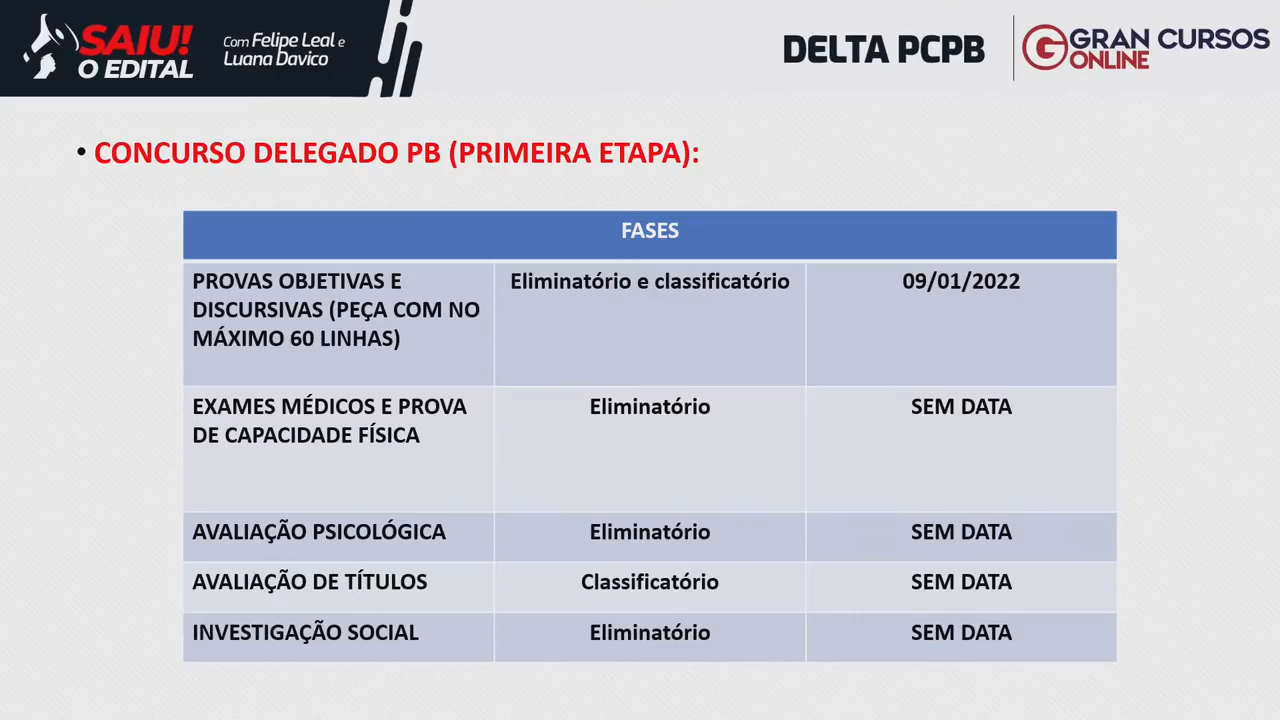 SAIU!
O EDITAL
Com Felipe Leal e
Luana Davico
DELTA PCPB
GRAN CURSOS
ONLINE
• CONCURSO DELEGADO PB (PRIMEIRA ETAPA):
FASES
PROVAS OBJETIVAS E
DISCURSIVAS (PEÇA COM NO
MÁXIMO 60 LINHAS)
Eliminatório e classificatório
09/01/2022
EXAMES MÉDICOS E PROVA
DE CAPACIDADE FÍSICA
Eliminatório
SEM DATA
AVALIAÇÃO PSICOLÓGICA
Eliminatório
SEM DATA
AVALIAÇÃO DE TÍTULOS
Classificatório
SEM DATA
INVESTIGAÇÃO SOCIAL
Eliminatório
SEM DATA